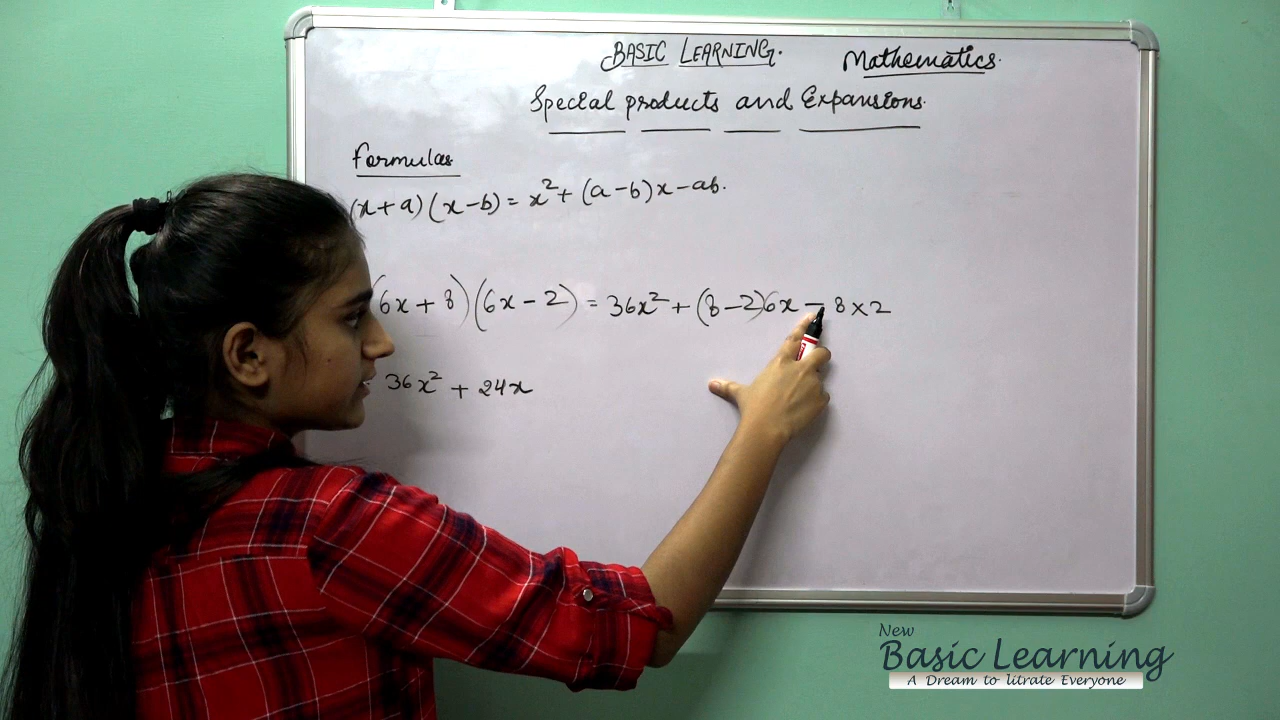 BASIC LEARNING. Mathematics.
Special products and Expansions.
Formulas
(x+a)(x-b) = x²+(a-b)x-ab.
(6x+8)(6x-2) = 36x²+(8-2)6x-8×2
36x²+24x
New
Basic Learning
A Dream to litrate Everyone